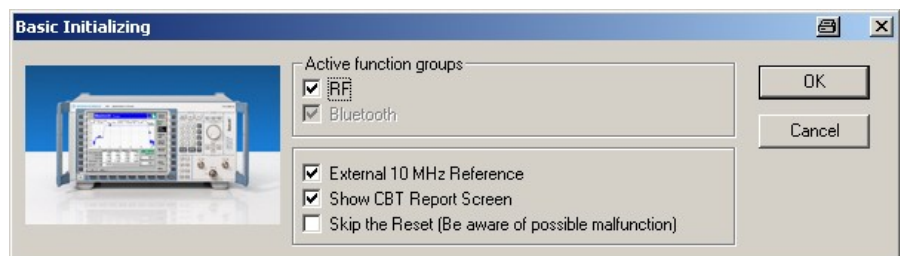 Basic Initializing
Active function groups
RF
Bluetooth
OK
Cancel
External 10 MHz Reference
Show CBT Report Screen
Skip the Reset (Be aware of possible malfunction)